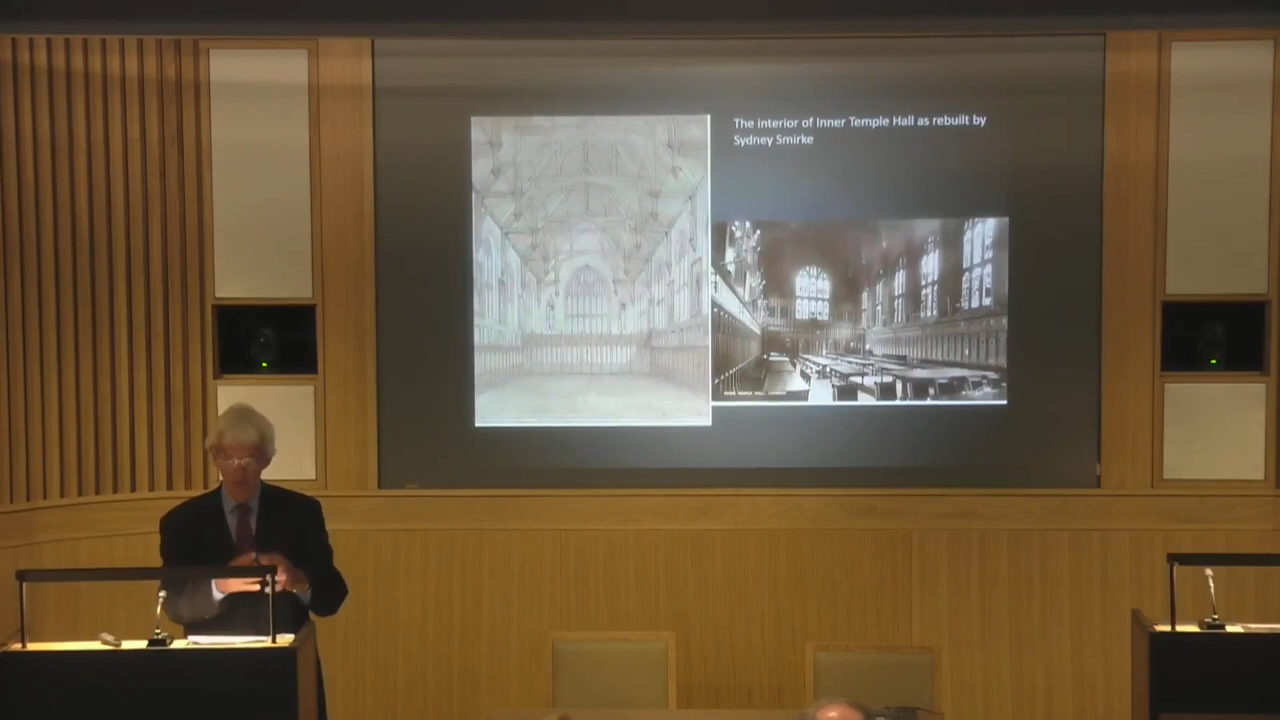 The interior of Inner Temple Hall as rebuilt by
Sydney Smirke